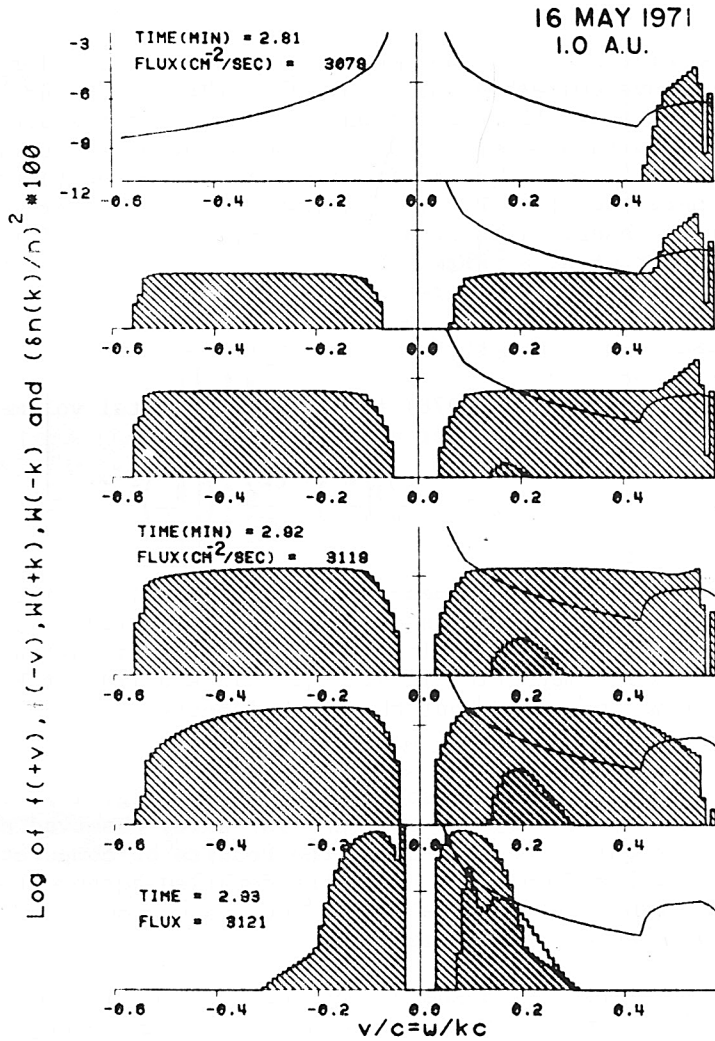 16 MAY 1971
1.0 A.U.
TIME(MIN) = 2.81
FLUX(CM-2/SEC) = 3078
-3
-6
-9
-12
-0.6 -0.4 -0.2 0.0 0.2 0.4
-0.6 -0.4 -0.2 0.0 0.2 0.4
-0.6 -0.4 -0.2 0.0 0.2 0.4
TIME(MIN) = 2.92
FLUX(CM-2/SEC) = 3118
-0.6 -0.4 -0.2 0.0 0.2 0.4
-0.6 -0.4 -0.2 0.0 0.2 0.4
TIME = 2.93
FLUX = 3121
-0.6 -0.4 -0.2 0.0 0.2 0.4
v/c=w/kc
Log of f(+v),f(-v),W(+k),W(-k) and (δn(k)/n)2 *100